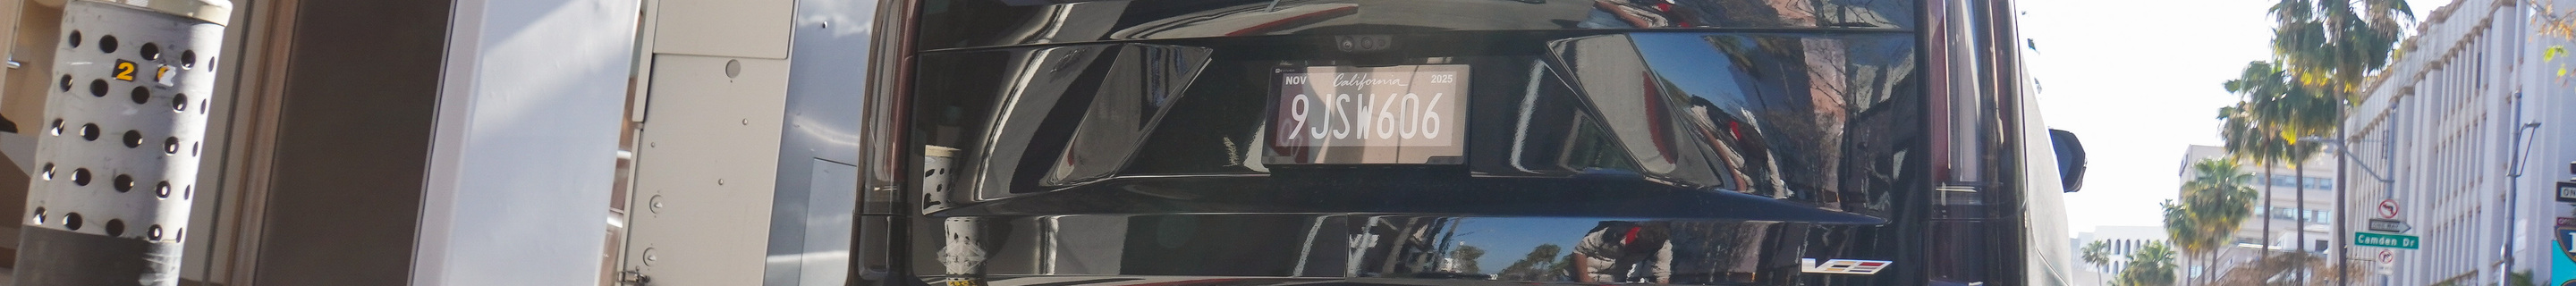 2
NOV California 2025
9JSW606
V
Camden Dr